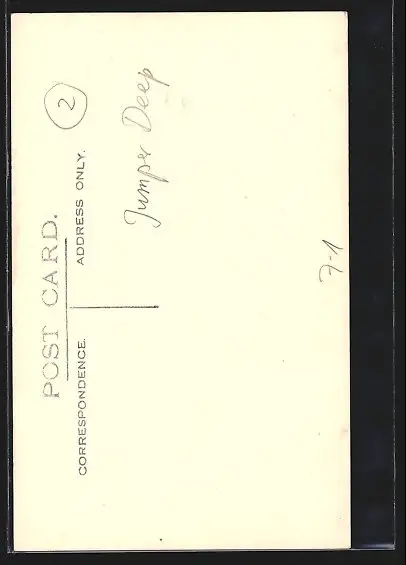 POST CARD.
CORRESPONDENCE.
ADDRESS ONLY.
2
Jumper Deep
7-1